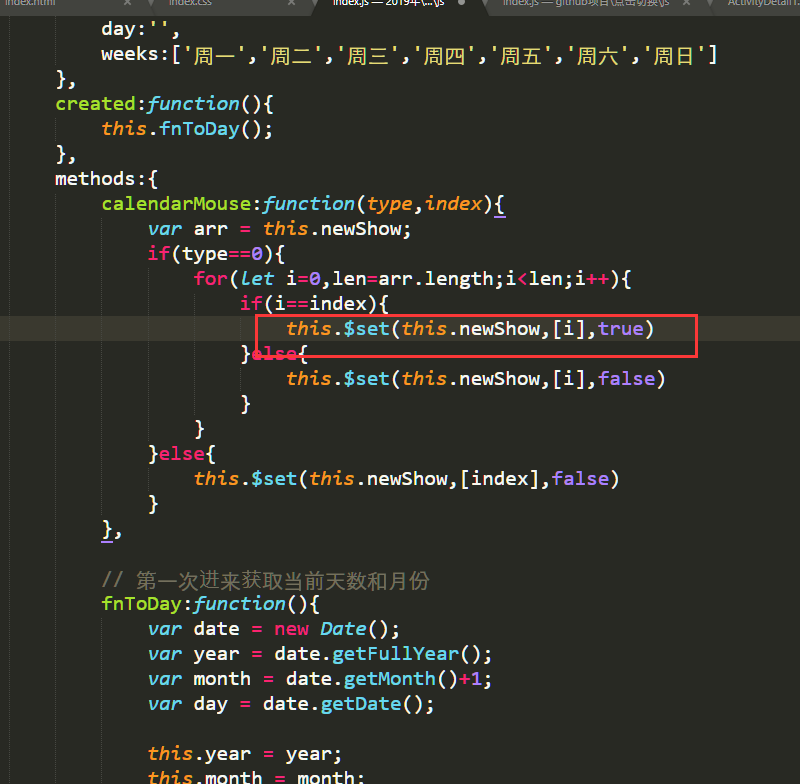 index.html × index.css × index.js — 2019年\...\js ● index.js — github项目\点击切换\js × ActivityDetail1.
day:'',
weeks:['周一','周二','周三','周四','周五','周六','周日']
},
created:function(){
this.fnToDay();
},
methods:{
calendarMouse:function(type,index){
var arr = this.newShow;
if(type==0){
for(let i=0,len=arr.length;i<len;i++){
if(i==index){
this.$set(this.newShow,[i],true)
}else{
this.$set(this.newShow,[i],false)
}
}
}else{
this.$set(this.newShow,[index],false)
}
},
// 第一次进来获取当前天数和月份
fnToDay:function(){
var date = new Date();
var year = date.getFullYear();
var month = date.getMonth()+1;
var day = date.getDate();
this.year = year;
this.month = month;